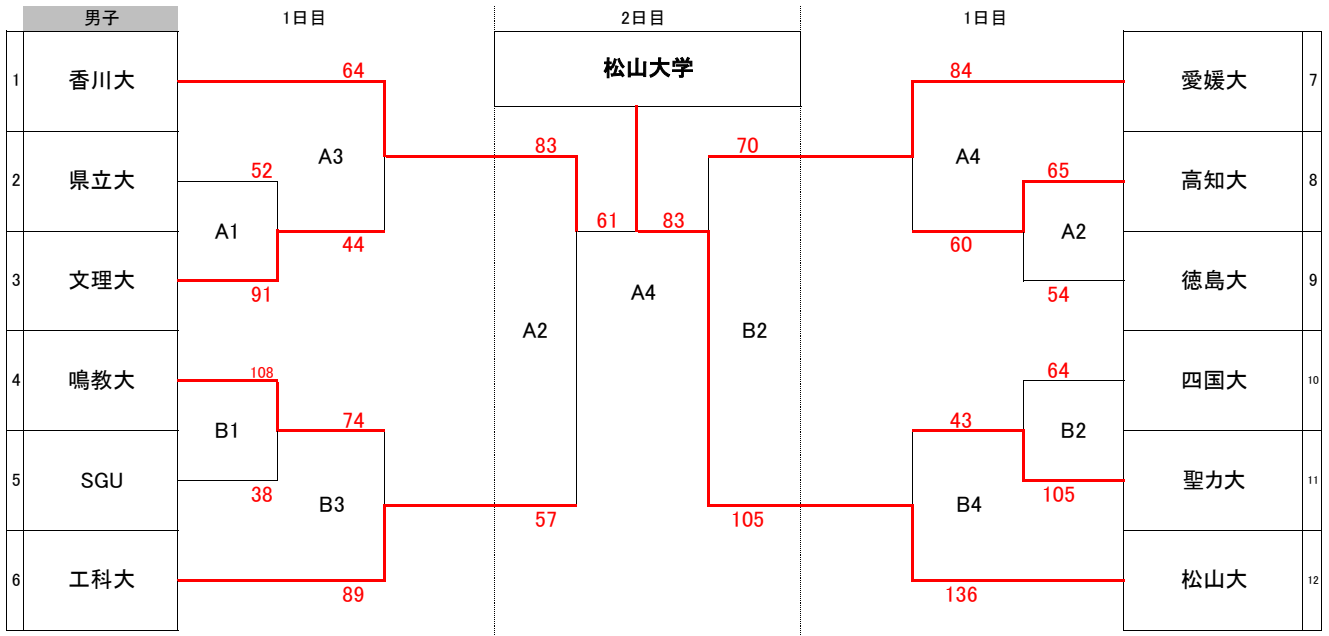 男子
1日目
2日目
1日目
松山大学
1
香川大
64
84
愛媛大
7
83
70
A3
A4
2
県立大
52
65
高知大
8
A1
44
61
83
60
A2
3
文理大
91
54
徳島大
9
A4
A2
B2
4
鳴教大
108
64
四国大
10
B1
74
43
B2
5
SGU
38
105
聖カ大
11
B3
57
105
B4
6
工科大
89
136
松山大
12